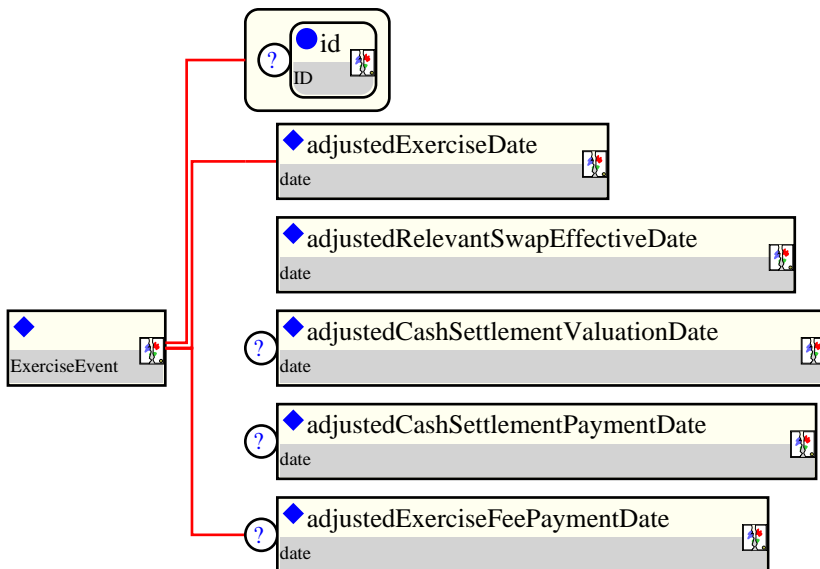 ? id
ID
adjustedExerciseDate
date
adjustedRelevantSwapEffectiveDate
date
ExerciseEvent
? adjustedCashSettlementValuationDate
date
? adjustedCashSettlementPaymentDate
date
? adjustedExerciseFeePaymentDate
date